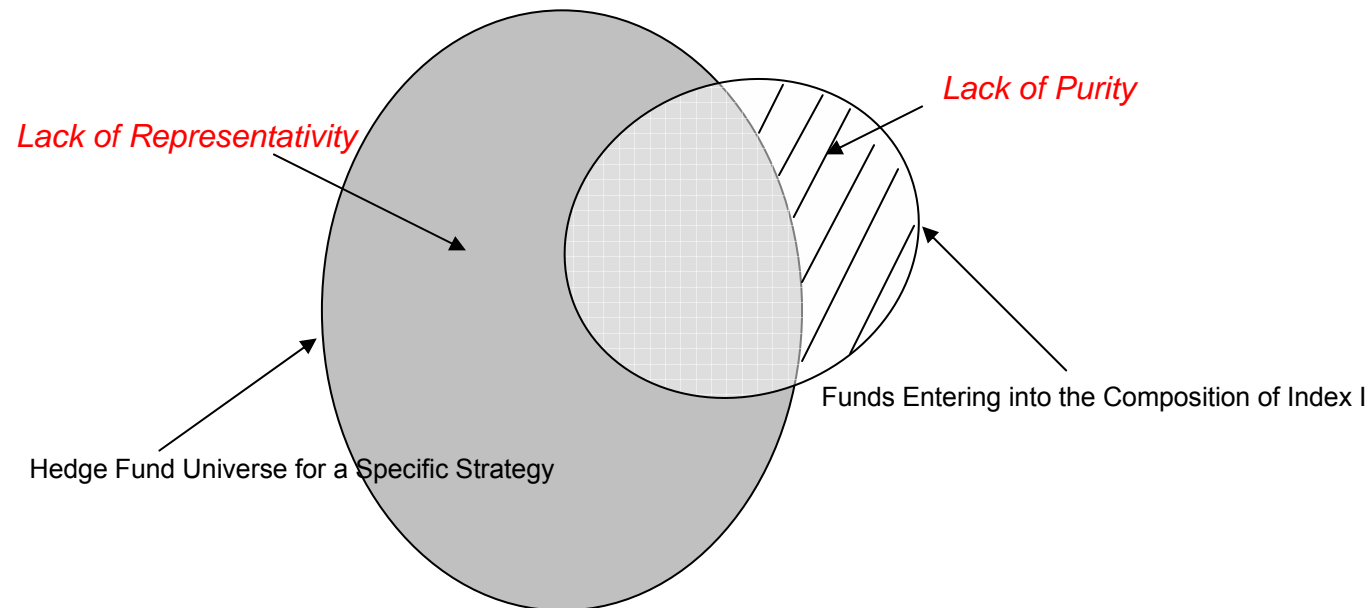 Lack of Purity
Lack of Representativity
Funds Entering into the Composition of Index I
Hedge Fund Universe for a Specific Strategy